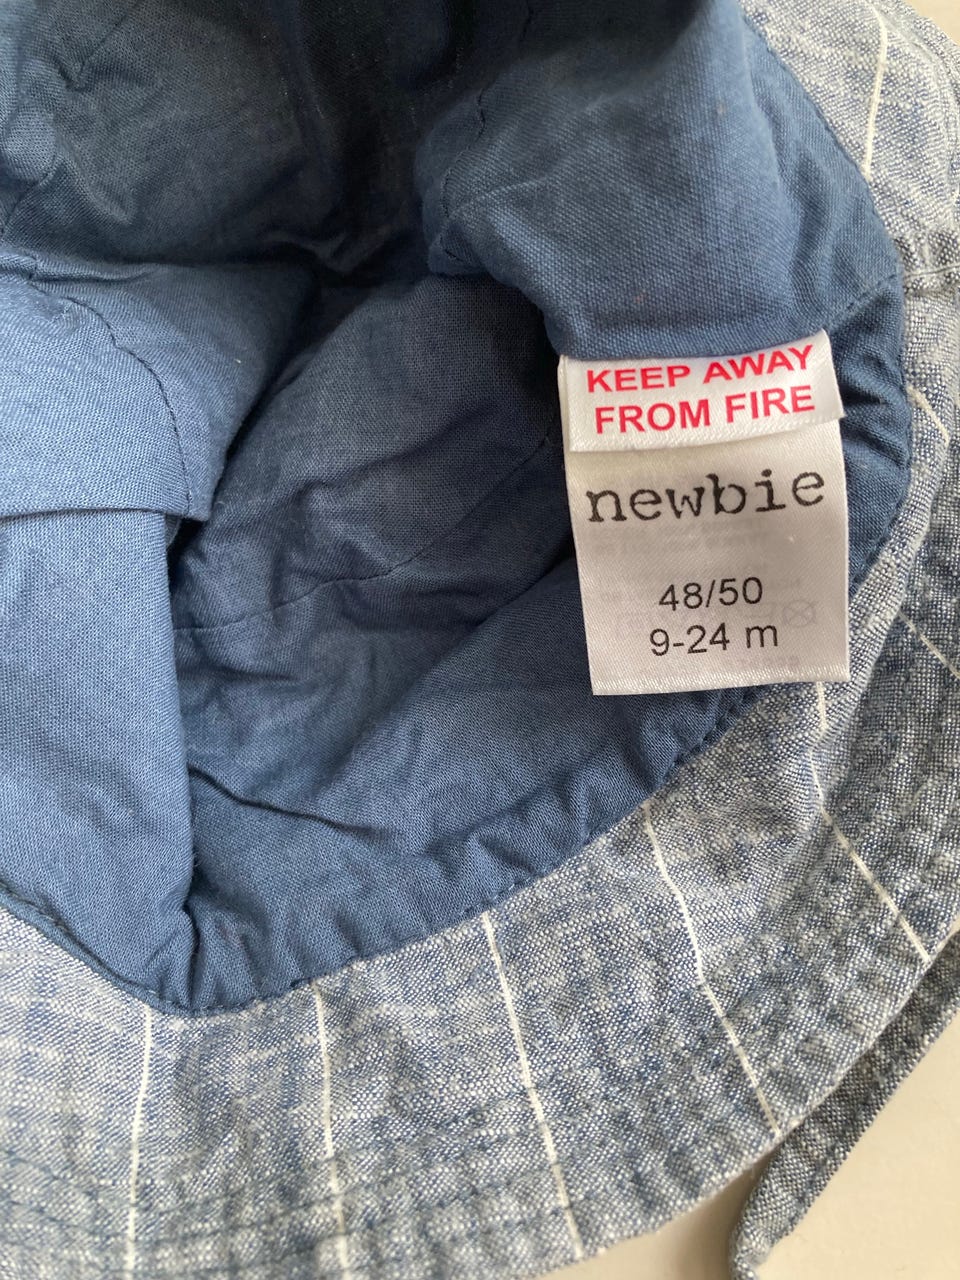 KEEP AWAY
FROM FIRE
newbie
48/50
9-24 m